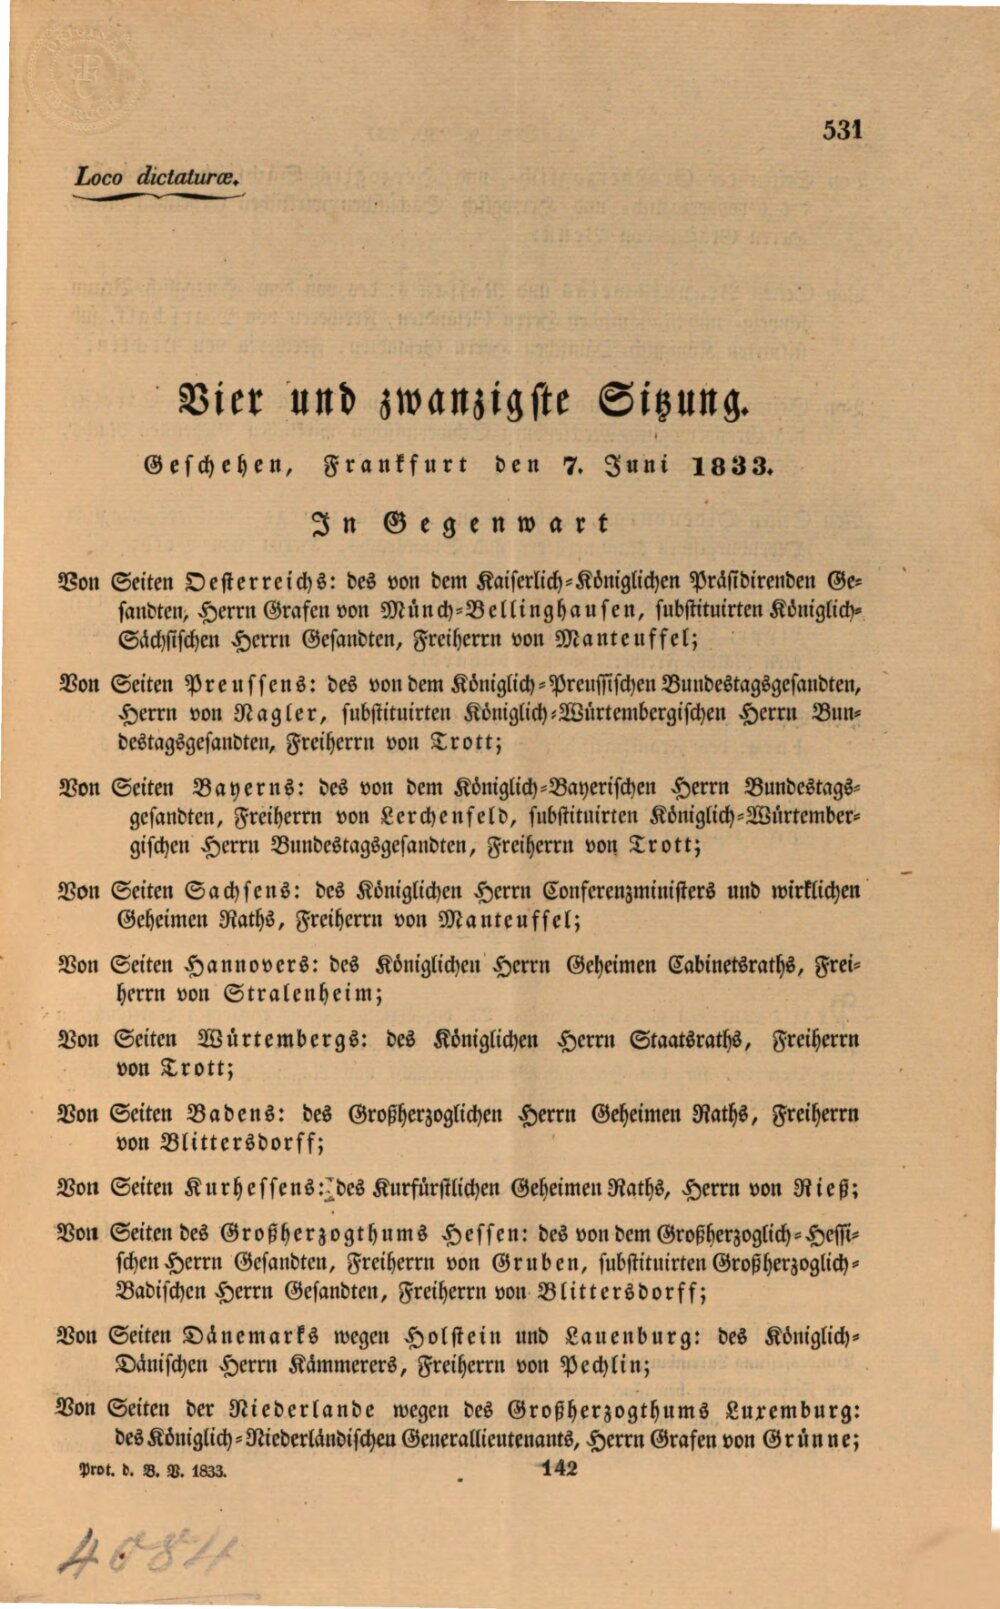 531
Loco dictaturæ.
Vier und zwanzigste Sitzung.
Geschehen, Frankfurt den 7. Juni 1833.
In Gegenwart
Von Seiten Oesterreichs: des von dem Kaiserlich-Königlichen Präsidirenden Ge-
sandten, Herrn Grafen von Münch-Bellinghausen, substituirten Königlich-
Sächsischen Herrn Gesandten, Freiherrn von Manteuffel;
Von Seiten Preussens: des von dem Königlich-Preussischen Bundestagsgesandten,
Herrn von Nagler, substituirten Königlich-Würtembergischen Herrn Bun-
destagsgesandten, Freiherrn von Trott;
Von Seiten Bayerns: des von dem Königlich-Bayerischen Herrn Bundestags-
gesandten, Freiherrn von Lerchenfeld, substituirten Königlich-Würtember-
gischen Herrn Bundestagsgesandten, Freiherrn von Trott;
Von Seiten Sachsens: des Königlichen Herrn Conferenzministers und wirklichen
Geheimen Raths, Freiherrn von Manteuffel;
Von Seiten Hannovers: des Königlichen Herrn Geheimen Cabinetsraths, Frei-
herrn von Stralenheim;
Von Seiten Würtembergs: des Königlichen Herrn Staatsraths, Freiherrn
von Trott;
Von Seiten Badens: des Großherzoglichen Herrn Geheimen Raths, Freiherrn
von Blittersdorff;
Von Seiten Kurhessens: des Kurfürstlichen Geheimen Raths, Herrn von Rieß;
Von Seiten des Großherzogthums Hessen: des von dem Großherzoglich-Hessi-
schen Herrn Gesandten, Freiherrn von Gruben, substituirten Großherzoglich-
Badischen Herrn Gesandten, Freiherrn von Blittersdorff;
Von Seiten Dänemarks wegen Holstein und Lauenburg: des Königlich-
Dänischen Herrn Kämmerers, Freiherrn von Pechlin;
Von Seiten der Niederlande wegen des Großherzogthums Luxemburg:
des Königlich-Niederländischen Generallieutenants, Herrn Grafen von Grünne;
Prot. d. B. V. 1833.
142
4084